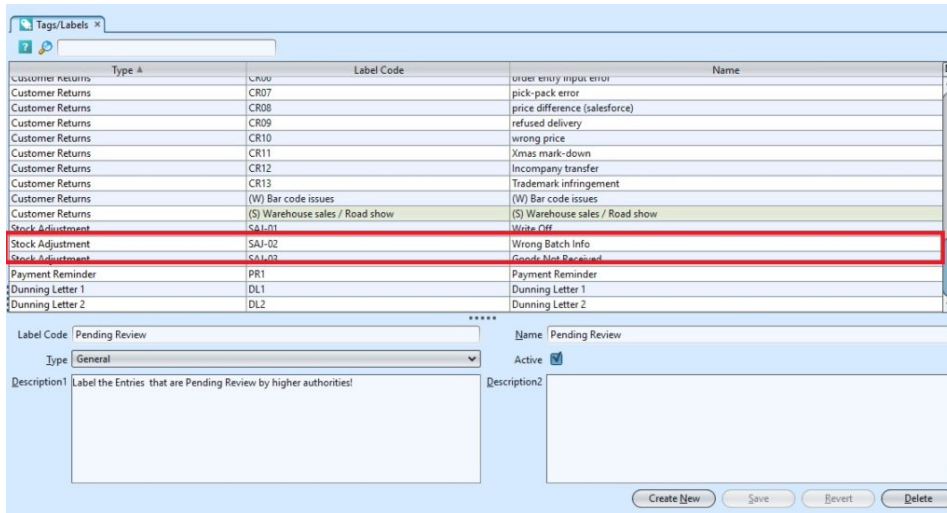 Tags/Labels
Type Label Code Name
Customer Returns order entry input error
Customer Returns CR07 pick-pack error
Customer Returns CR08 price difference (salesforce)
Customer Returns CR09 refused delivery
Customer Returns CR10 wrong price
Customer Returns CR11 Xmas mark-down
Customer Returns CR12 Incompany transfer
Customer Returns CR13 Trademark infringement
Customer Returns (W) Bar code issues (W) Bar code issues
Customer Returns (S) Warehouse sales / Road show (S) Warehouse sales / Road show
Stock Adjustment SAJ-01 Write Off
Stock Adjustment SAJ-02 Wrong Batch Info
Stock Adjustment SAJ-03 Goods Not Received
Payment Reminder PR1 Payment Reminder
Dunning Letter 1 DL1 Dunning Letter 1
Dunning Letter 2 DL2 Dunning Letter 2
Label Code Pending Review Name Pending Review
Type General Active
Description1 Label the Entries that are Pending Review by higher authorities! Description2
Create New Save Revert Delete